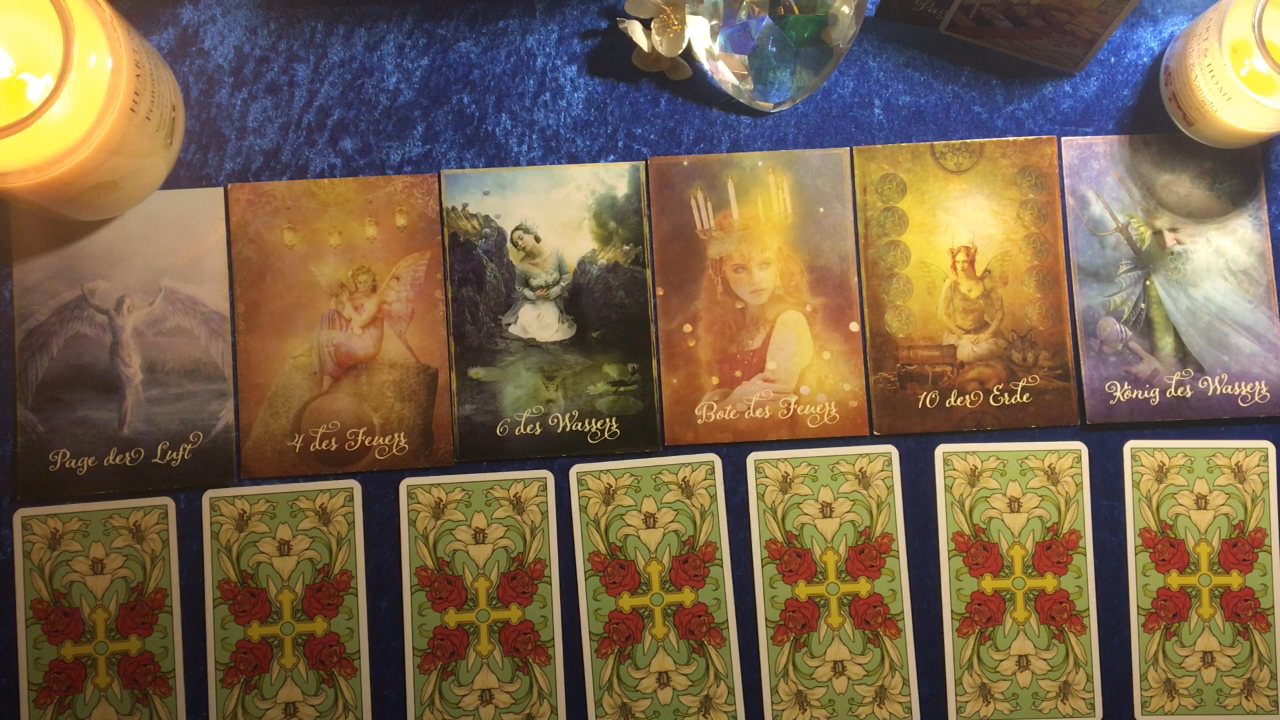 Page der Luft
4 des Feuers
6 des Wassers
Bote des Feuers
10 der Erde
König des Wassers